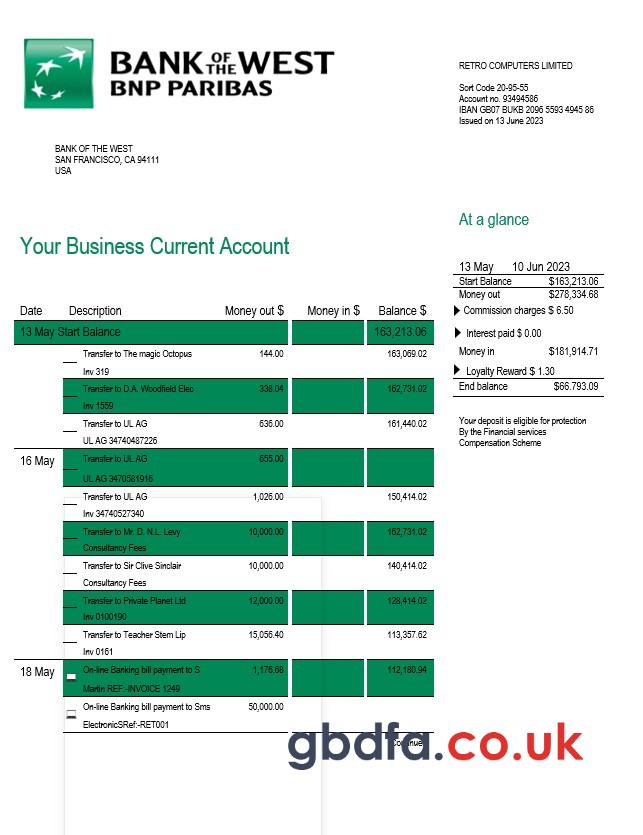 BANK OF THE WEST
BNP PARIBAS
RETRO COMPUTERS LIMITED
Sort Code 20-95-55
Account no. 93494586
IBAN GB07 BUKB 2096 5593 4945 86
Issued on 13 June 2023
BANK OF THE WEST
SAN FRANCISCO, CA 94111
USA
At a glance
Your Business Current Account
13 May 10 Jun 2023
Start Balance $163,213.06
Money out $278,334.68
Commission charges $ 6.50
Interest paid $ 0.00
Money in $181,914.71
Loyalty Reward $ 1.30
End balance $66.793.09
Your deposit is eligible for protection
By the Financial services
Compensation Scheme
Date Description Money out $ Money in $ Balance $
13 May Start Balance 163,213.06
Transfer to The magic Octopus 144.00 163,069.02
Inv 319
Transfer to D.A. Woodfield Elec 338.04 162,731.02
Inv 1559
Transfer to UL AG 636.00 161,440.02
UL AG 34740487226
16 May Transfer to UL AG 655.00
UL AG 3470581916
Transfer to UL AG 1,026.00 150,414.02
Inv 34740527340
Transfer to Mr. D. N.L. Levy 10,000.00 162,731.02
Consultancy Fees
Transfer to Sir Clive Sinclair 10,000.00 140,414.02
Consultancy Fees
Transfer to Private Planet Ltd 12,000.00 128,414.02
Inv 0100190
Transfer to Teacher Stem Lip 15,056.40 113,357.62
Inv 0161
18 May On-line Banking bill payment to S 1,176.68 112,180.94
Martin REF:-INVOICE 1249
On-line Banking bill payment to Sms 50,000.00
ElectronicSRef:-RET001
gbdfa.co.uk